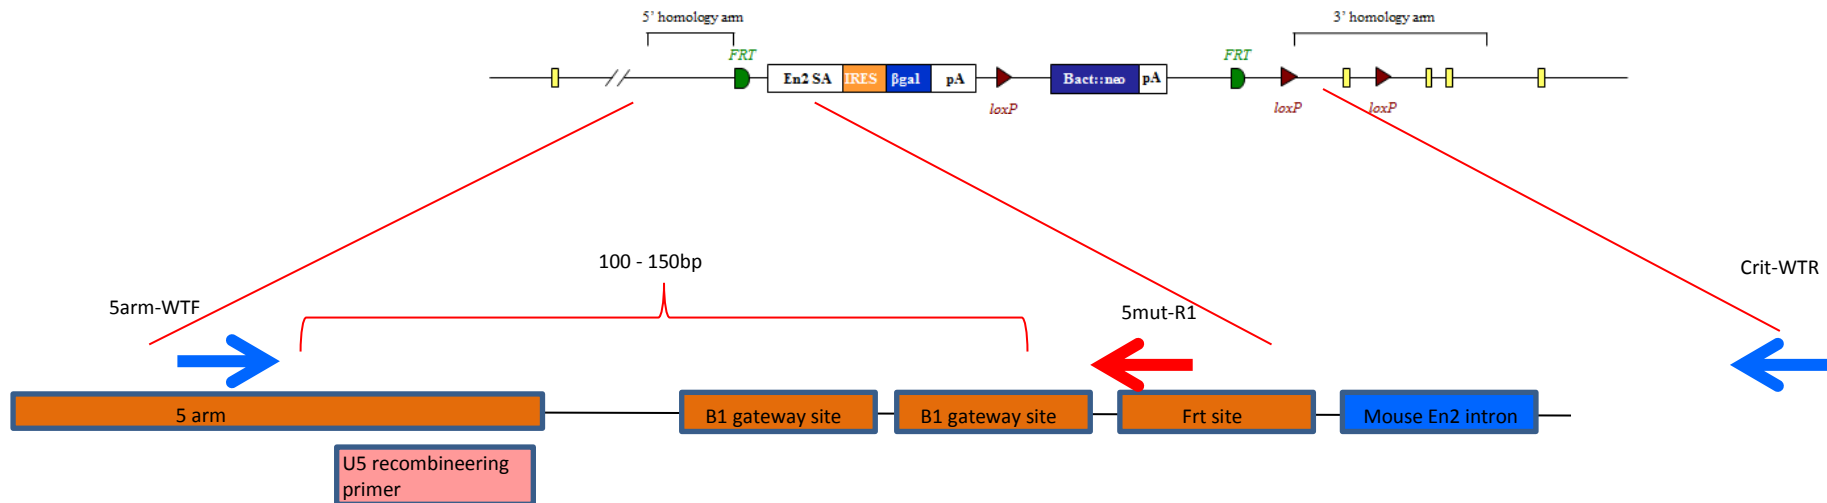 5' homology arm
3' homology arm
FRT
FRT
En2 SA
IRES
βgal
pA
Bact::neo
pA
loxP
loxP
loxP
100 - 150bp
Crit-WTR
5arm-WTF
5mut-R1
5 arm
B1 gateway site
B1 gateway site
Frt site
Mouse En2 intron
U5 recombineering
primer